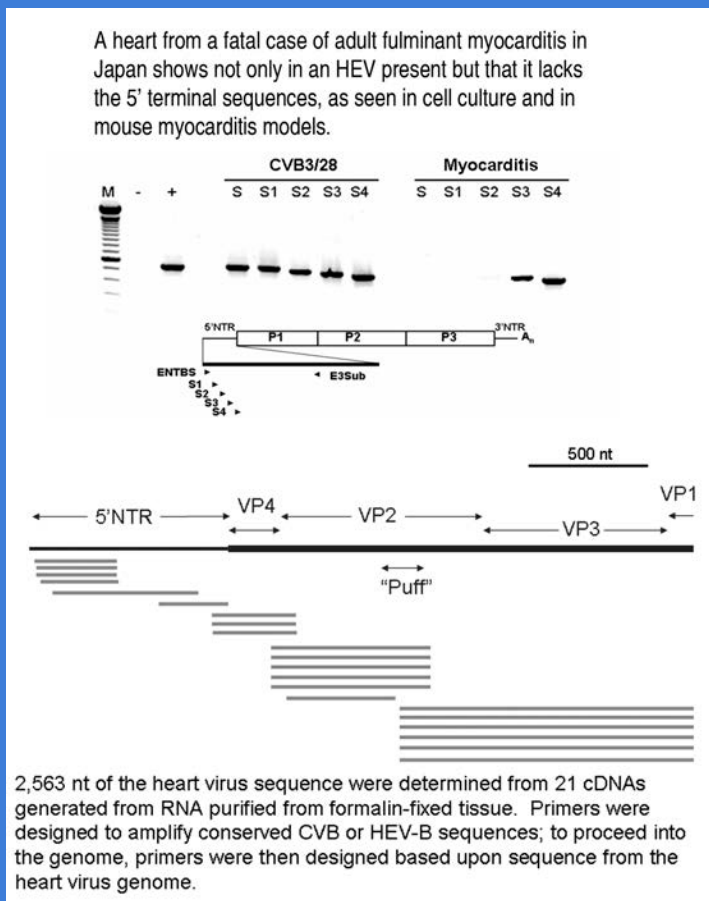 A heart from a fatal case of adult fulminant myocarditis in
Japan shows not only in an HEV present but that it lacks
the 5' terminal sequences, as seen in cell culture and in
mouse myocarditis models.
CVB3/28 Myocarditis
M - + S S1 S2 S3 S4 S S1 S2 S3 S4
5'NTR P1 P2 P3 3'NTR An
ENTBS E3Sub
S1
S2
S3
S4
500 nt
5'NTR VP4 VP2 VP3 VP1
"Puff"
2,563 nt of the heart virus sequence were determined from 21 cDNAs
generated from RNA purified from formalin-fixed tissue. Primers were
designed to amplify conserved CVB or HEV-B sequences; to proceed into
the genome, primers were then designed based upon sequence from the
heart virus genome.